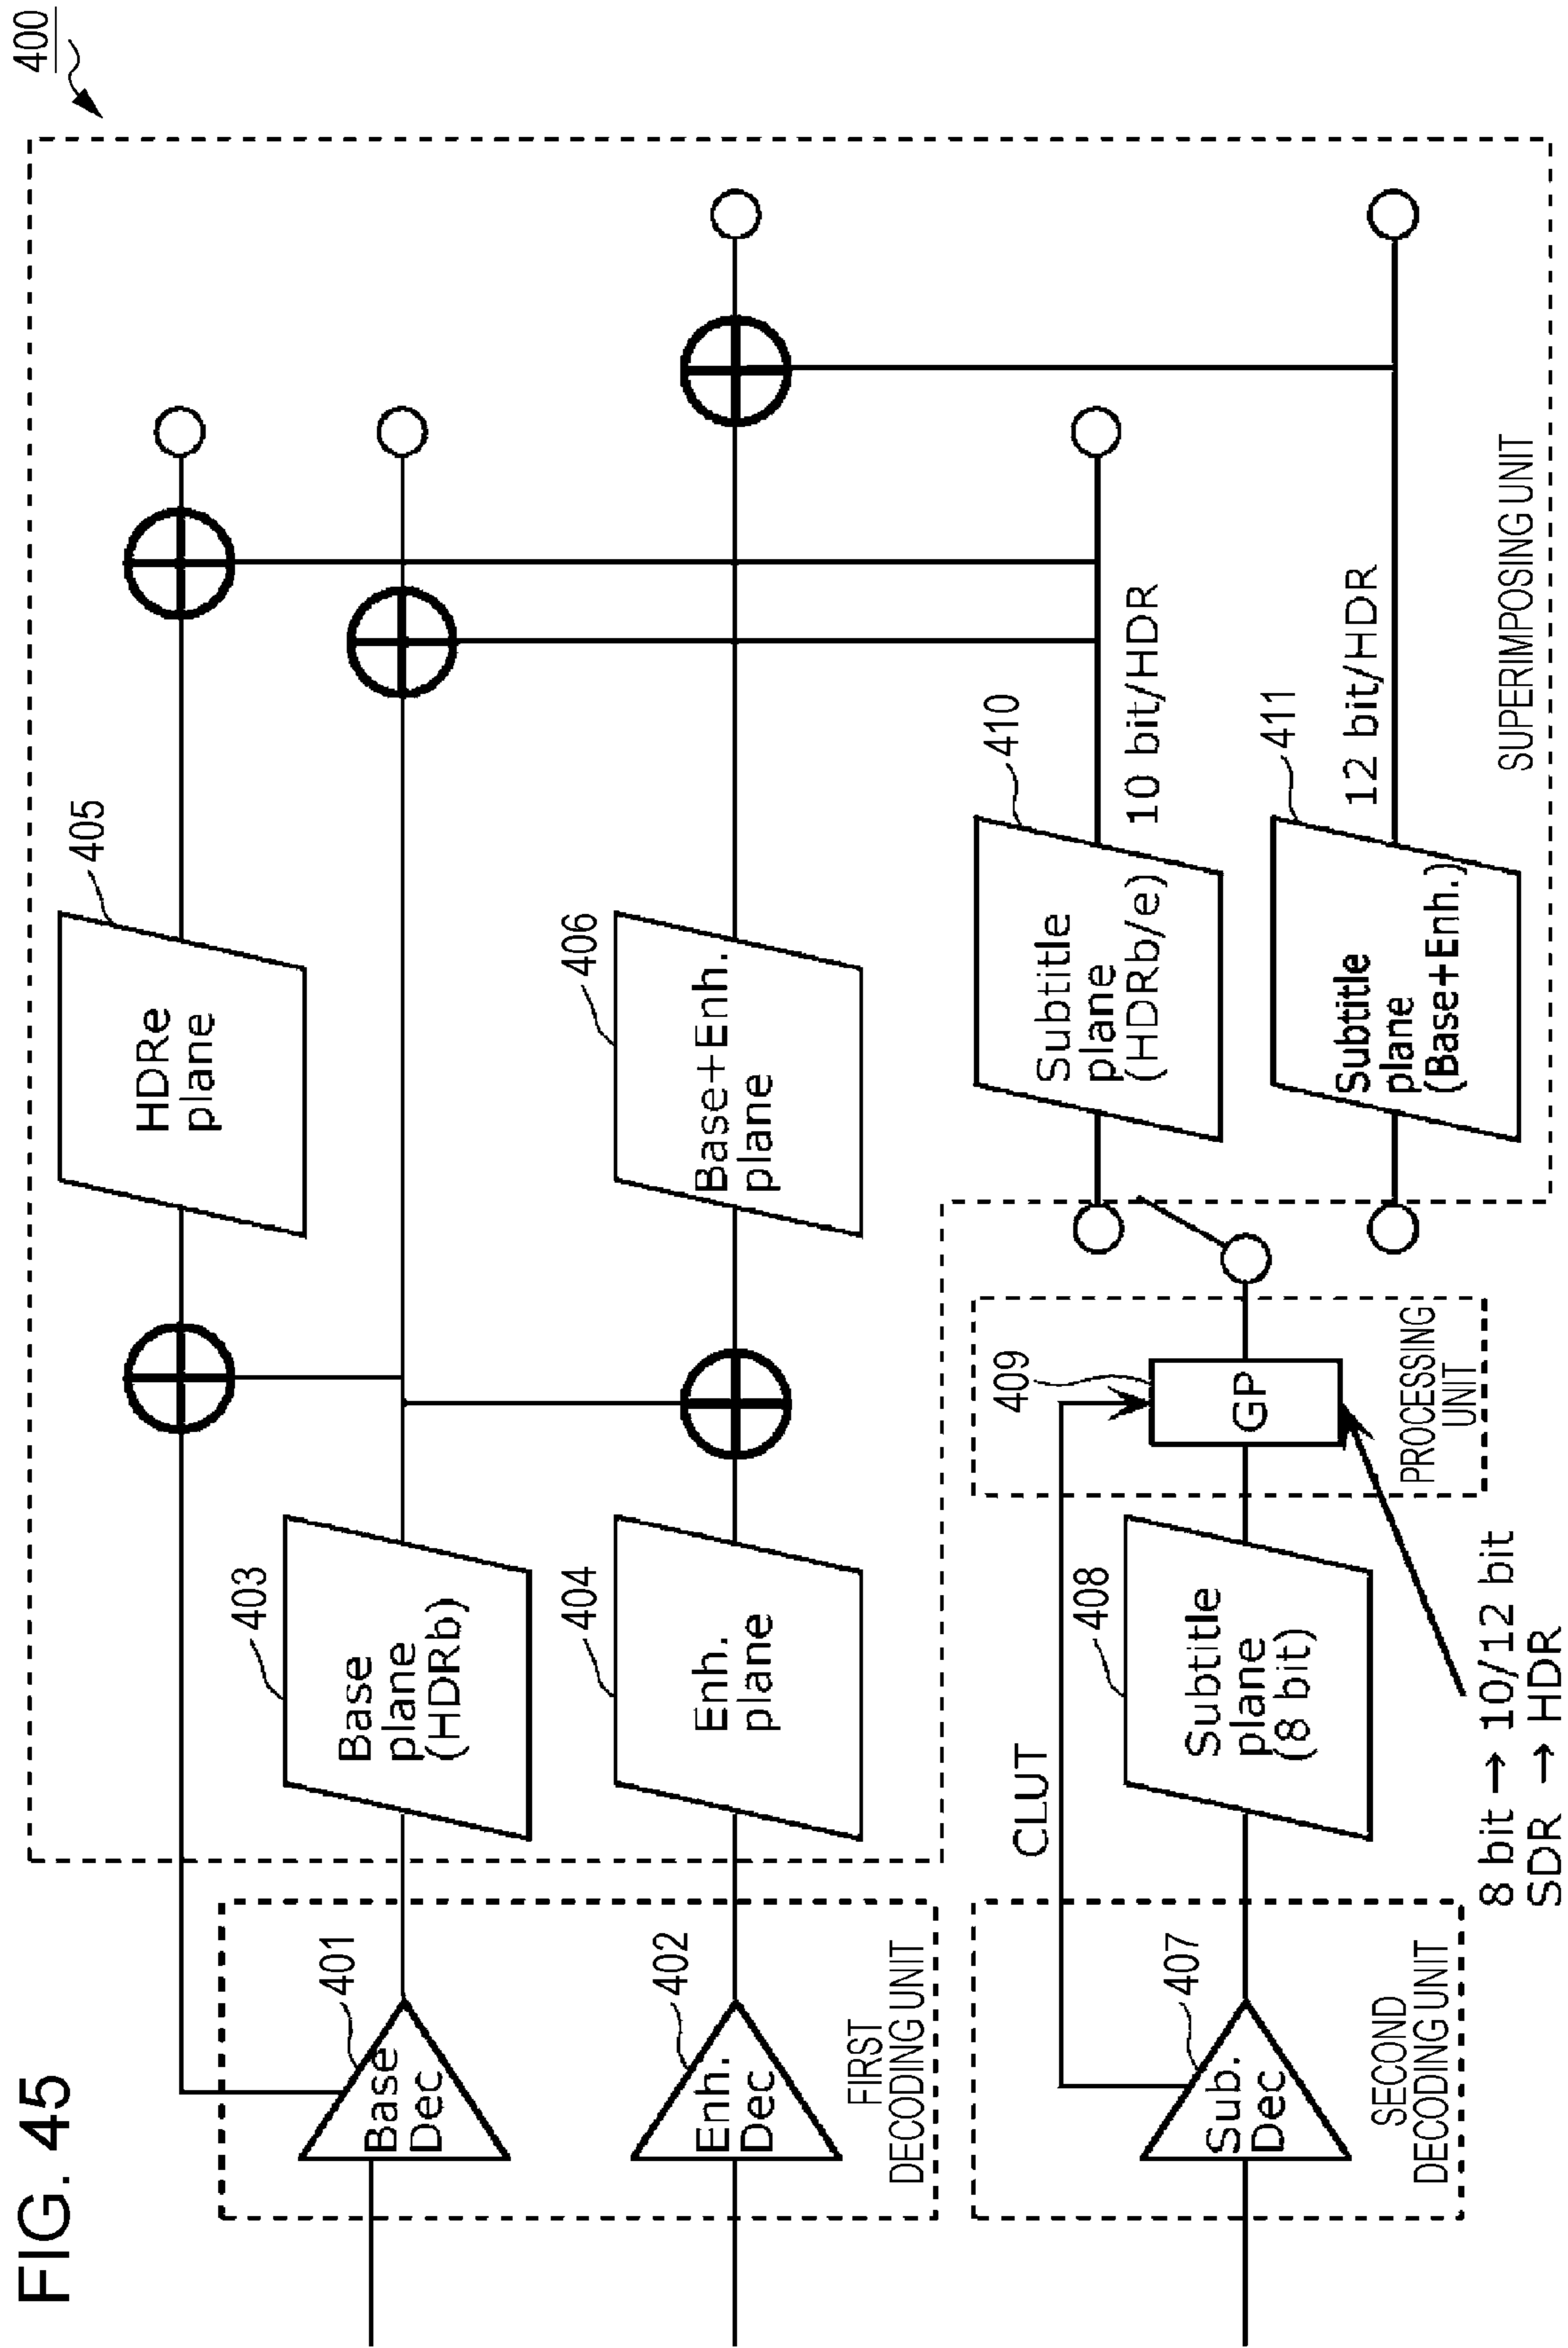 FIG. 45
400
HDRe
plane
405
Base
plane
(HDRb)
403
Base
Dec
401
Enh.
Dec
402
Enh.
plane
404
Base+Enh.
plane
406
FIRST
DECODING UNIT
Sub.
Dec
407
SECOND
DECODING UNIT
CLUT
Subtitle
plane
(8 bit)
408
GP
409
PROCESSING
UNIT
8 bit → 10/12 bit
SDR → HDR
Subtitle
plane
(HDRb/e)
410
10 bit/HDR
Subtitle
plane
(Base+Enh.)
411
12 bit/HDR
SUPERIMPOSING UNIT